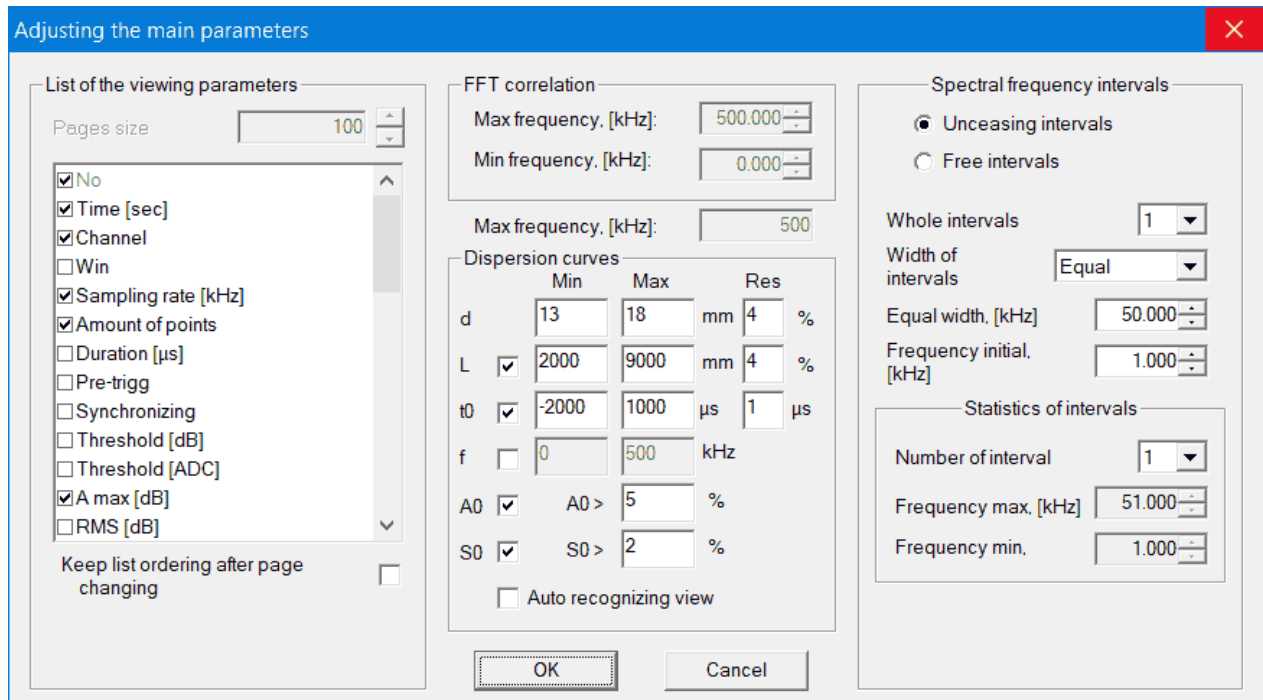 Adjusting the main parameters
List of the viewing parameters
Pages size 100
No
Time [sec]
Channel
Win
Sampling rate [kHz]
Amount of points
Duration [µs]
Pre-trigg
Synchronizing
Threshold [dB]
Threshold [ADC]
A max [dB]
RMS [dB]
Keep list ordering after page
changing
FFT correlation
Max frequency, [kHz]: 500.000
Min frequency, [kHz]: 0.000
Max frequency, [kHz]: 500
Dispersion curves
Min Max Res
d 13 18 mm 4 %
L 2000 9000 mm 4 %
t0 -2000 1000 µs 1 µs
f 0 500 kHz
A0 A0 > 5 %
S0 S0 > 2 %
Auto recognizing view
OK Cancel
Spectral frequency intervals
Unceasing intervals
Free intervals
Whole intervals 1
Width of
intervals Equal
Equal width, [kHz] 50.000
Frequency initial,
[kHz] 1.000
Statistics of intervals
Number of interval 1
Frequency max, [kHz] 51.000
Frequency min, 1.000